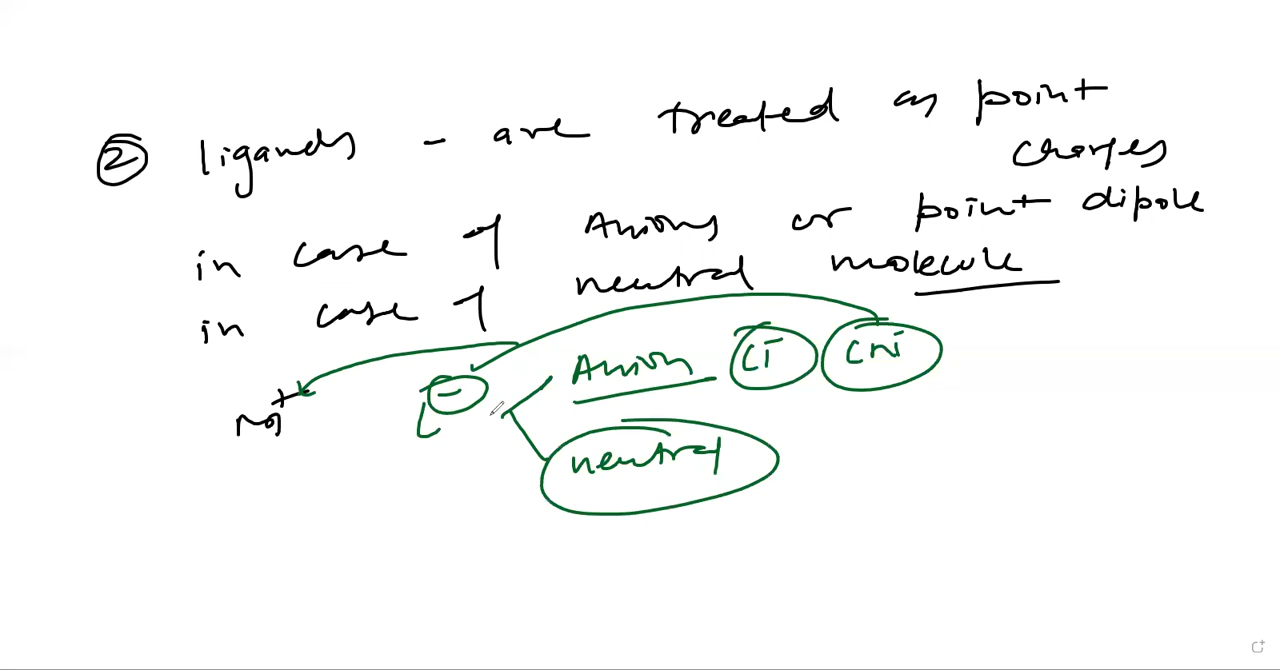 ② ligands - are treated as point charges
in case of Anions or point dipole
in case of neutral molecule
Anion Cl⁻ CN⁻
M⁺ L⁻
neutral